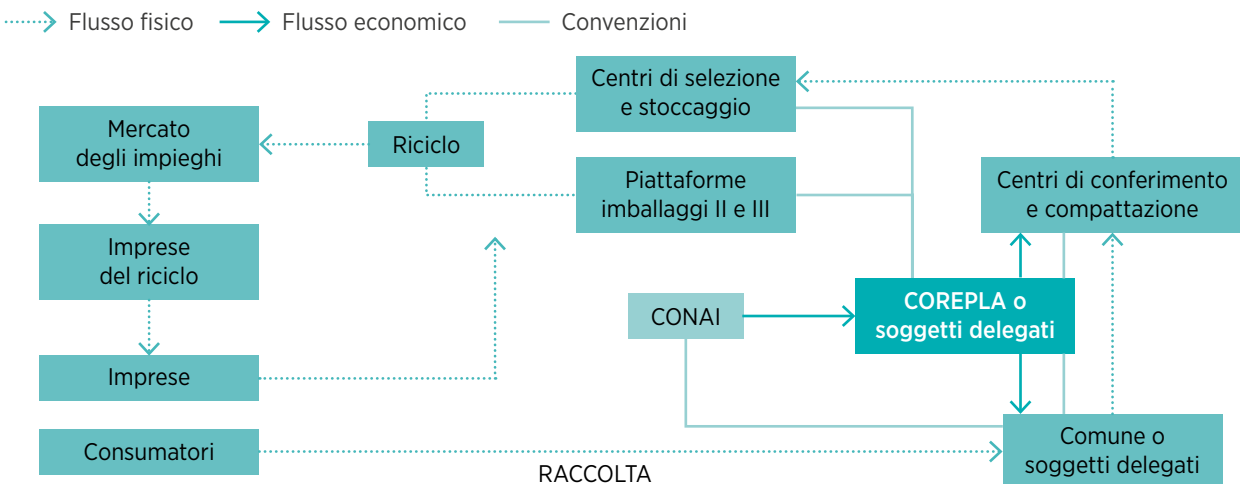 Flusso fisico
Flusso economico
Convenzioni
Centri di selezione
e stoccaggio
Mercato
degli impieghi
Riciclo
Piattaforme
imballaggi II e III
Centri di conferimento
e compattazione
Imprese
del riciclo
CONAI
COREPLA o
soggetti delegati
Imprese
Consumatori
RACCOLTA
Comune o
soggetti delegati